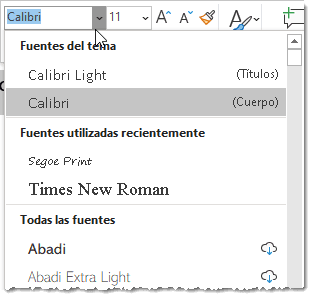 Calibri 11
Fuentes del tema
Calibri Light (Títulos)
Calibri (Cuerpo)
Fuentes utilizadas recientemente
Segoe Print
Times New Roman
Todas las fuentes
Abadi
Abadi Extra Light